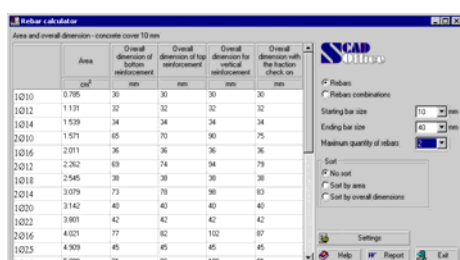 Rebar calculator
Area and overall dimension - concrete cover 10 mm
Area Overall dimension of bottom reinforcement Overall dimension of top reinforcement Overall dimension for vertical reinforcement Overall dimension with the fraction check on
cm² mm mm mm mm
1Ø10 0.785 30 30 30 30
1Ø12 1.131 32 32 32 32
1Ø14 1.539 34 34 34 34
2Ø10 1.571 65 70 90 75
1Ø16 2.011 36 36 36 36
2Ø12 2.262 69 74 94 79
1Ø18 2.545 38 38 38 38
2Ø14 3.079 73 78 98 83
1Ø20 3.142 40 40 40 40
1Ø22 3.801 42 42 42 42
2Ø16 4.021 77 82 102 87
1Ø25 4.909 45 45 45 45
SCAD
Office
Rebars
Rebars combinations
Starting bar size 10 mm
Ending bar size 40 mm
Maximum quantity of rebars 2
Sort
No sort
Sort by area
Sort by overall dimensions
Settings
Help Report Exit